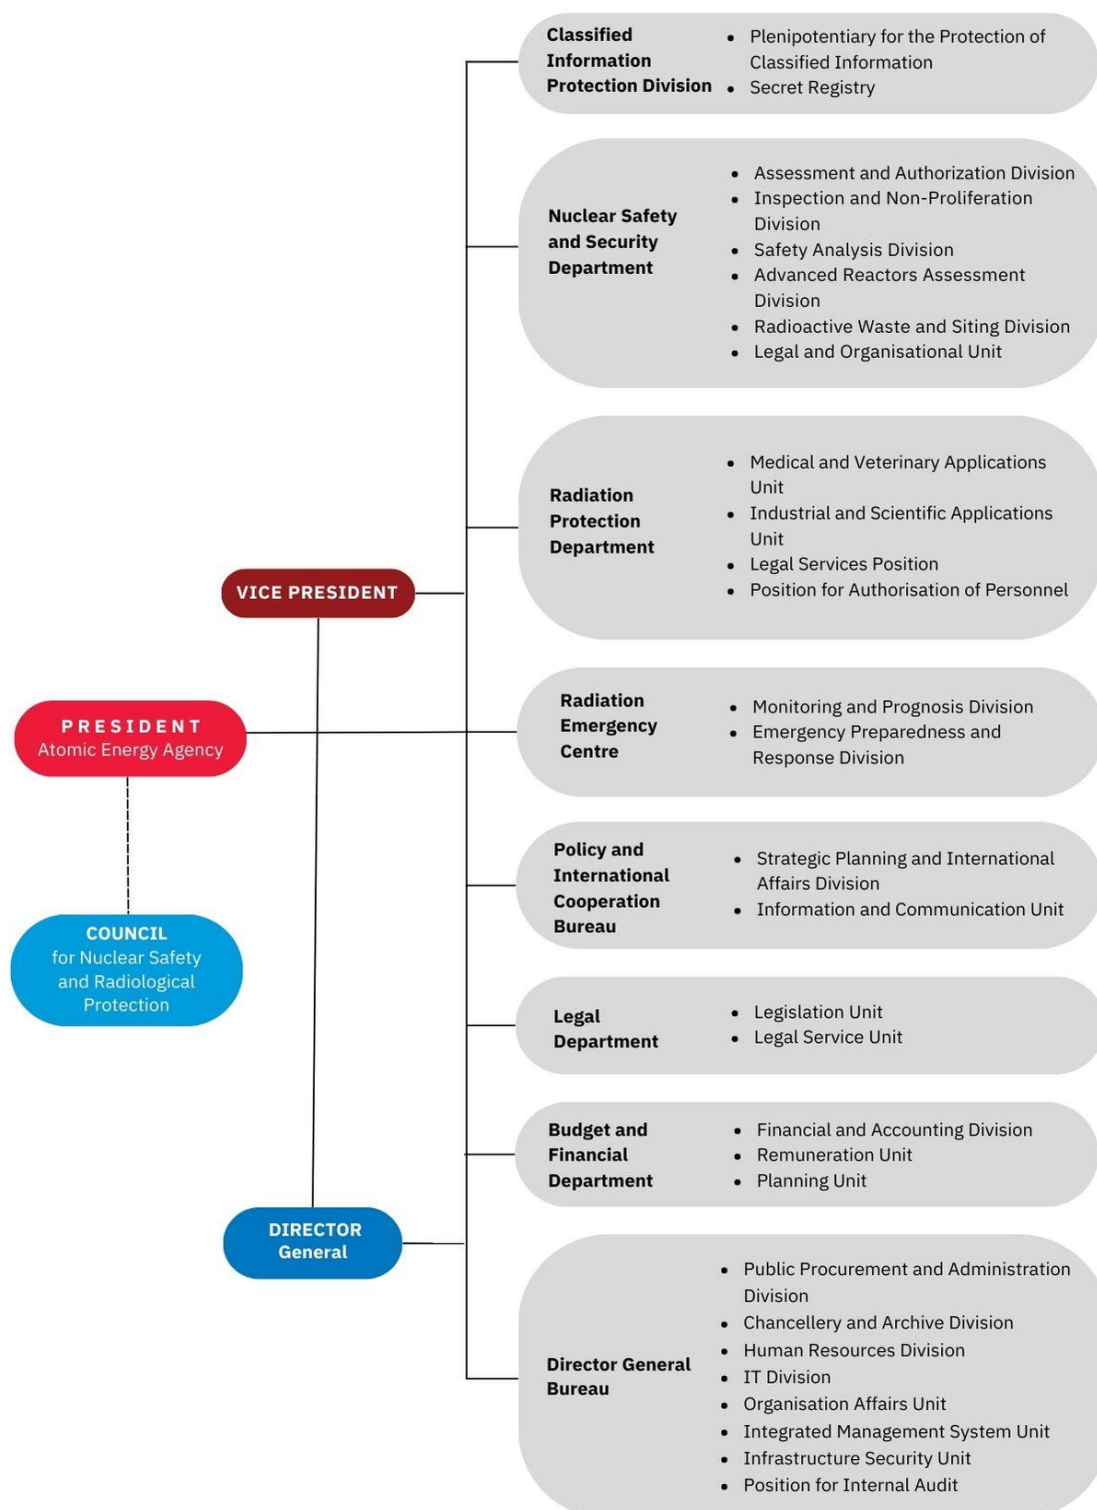 Classified
Information
Protection Division
• Plenipotentiary for the Protection of
Classified Information
• Secret Registry
Nuclear Safety
and Security
Department
• Assessment and Authorization Division
• Inspection and Non-Proliferation
Division
• Safety Analysis Division
• Advanced Reactors Assessment
Division
• Radioactive Waste and Siting Division
• Legal and Organisational Unit
Radiation
Protection
Department
• Medical and Veterinary Applications
Unit
• Industrial and Scientific Applications
Unit
• Legal Services Position
• Position for Authorisation of Personnel
VICE PRESIDENT
PRESIDENT
Atomic Energy Agency
Radiation
Emergency
Centre
• Monitoring and Prognosis Division
• Emergency Preparedness and
Response Division
Policy and
International
Cooperation
Bureau
• Strategic Planning and International
Affairs Division
• Information and Communication Unit
COUNCIL
for Nuclear Safety
and Radiological
Protection
Legal
Department
• Legislation Unit
• Legal Service Unit
Budget and
Financial
Department
• Financial and Accounting Division
• Remuneration Unit
• Planning Unit
DIRECTOR
General
Director General
Bureau
• Public Procurement and Administration
Division
• Chancellery and Archive Division
• Human Resources Division
• IT Division
• Organisation Affairs Unit
• Integrated Management System Unit
• Infrastructure Security Unit
• Position for Internal Audit